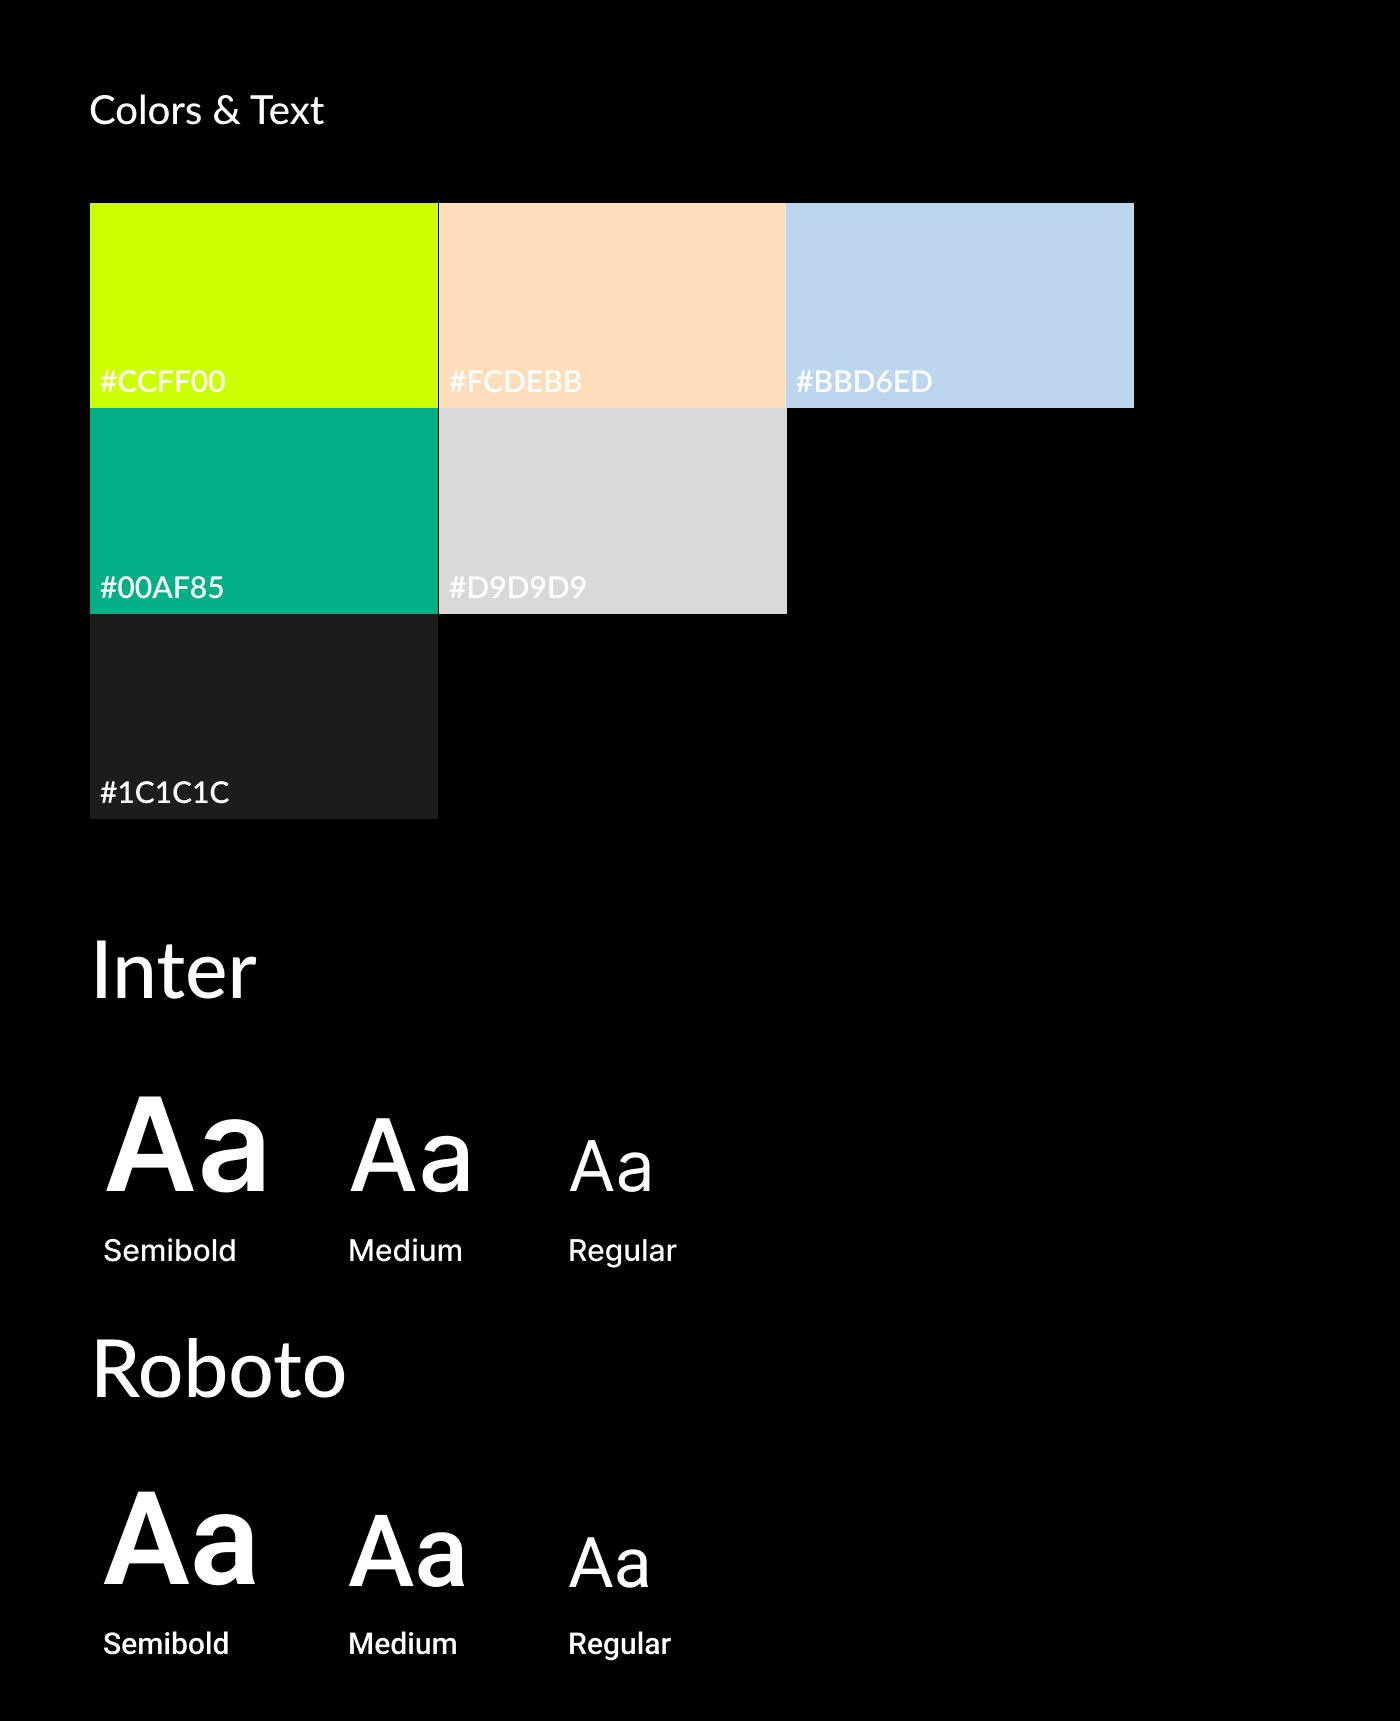 Colors & Text
#CCFF00 #FCDEBB #BBD6ED
#00AF85 #D9D9D9
#1C1C1C
Inter
Aa Aa Aa
Semibold Medium Regular
Roboto
Aa Aa Aa
Semibold Medium Regular